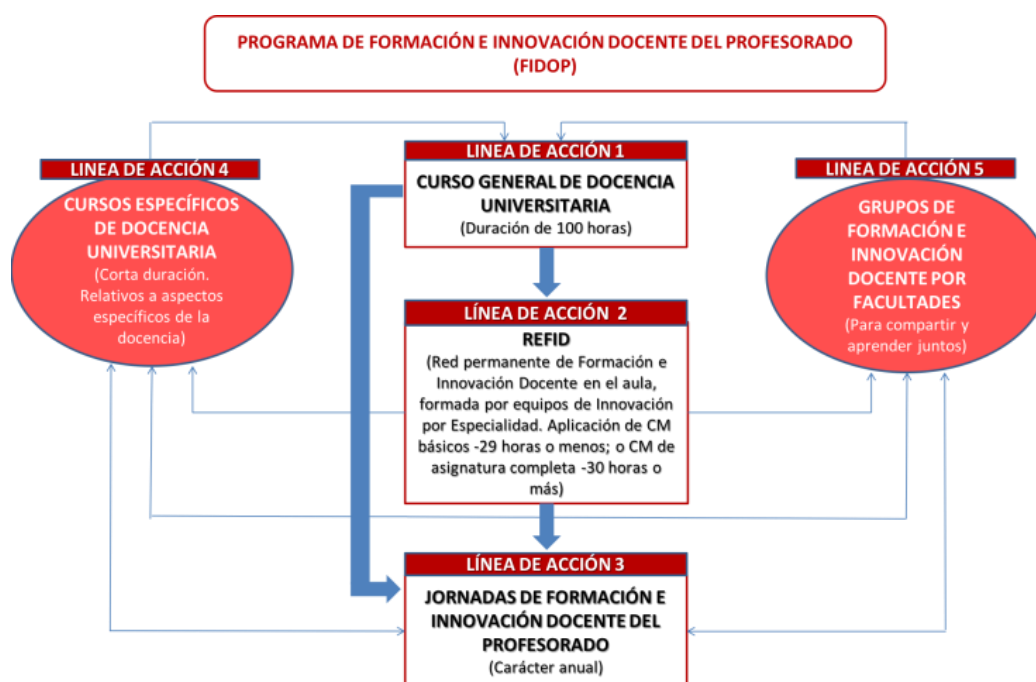 PROGRAMA DE FORMACIÓN E INNOVACIÓN DOCENTE DEL PROFESORADO
(FIDOP)
LINEA DE ACCIÓN 1
CURSO GENERAL DE DOCENCIA
UNIVERSITARIA
(Duración de 100 horas)
LINEA DE ACCIÓN 4
CURSOS ESPECÍFICOS
DE DOCENCIA
UNIVERSITARIA
(Corta duración.
Relativos a aspectos
específicos de la
docencia)
LINEA DE ACCIÓN 5
GRUPOS DE
FORMACIÓN E
INNOVACIÓN
DOCENTE POR
FACULTADES
(Para compartir y
aprender juntos)
LÍNEA DE ACCIÓN 2
REFID
(Red permanente de Formación e
Innovación Docente en el aula,
formada por equipos de Innovación
por Especialidad. Aplicación de CM
básicos -29 horas o menos; o CM de
asignatura completa -30 horas o
más)
LÍNEA DE ACCIÓN 3
JORNADAS DE FORMACIÓN E
INNOVACIÓN DOCENTE DEL
PROFESORADO
(Carácter anual)